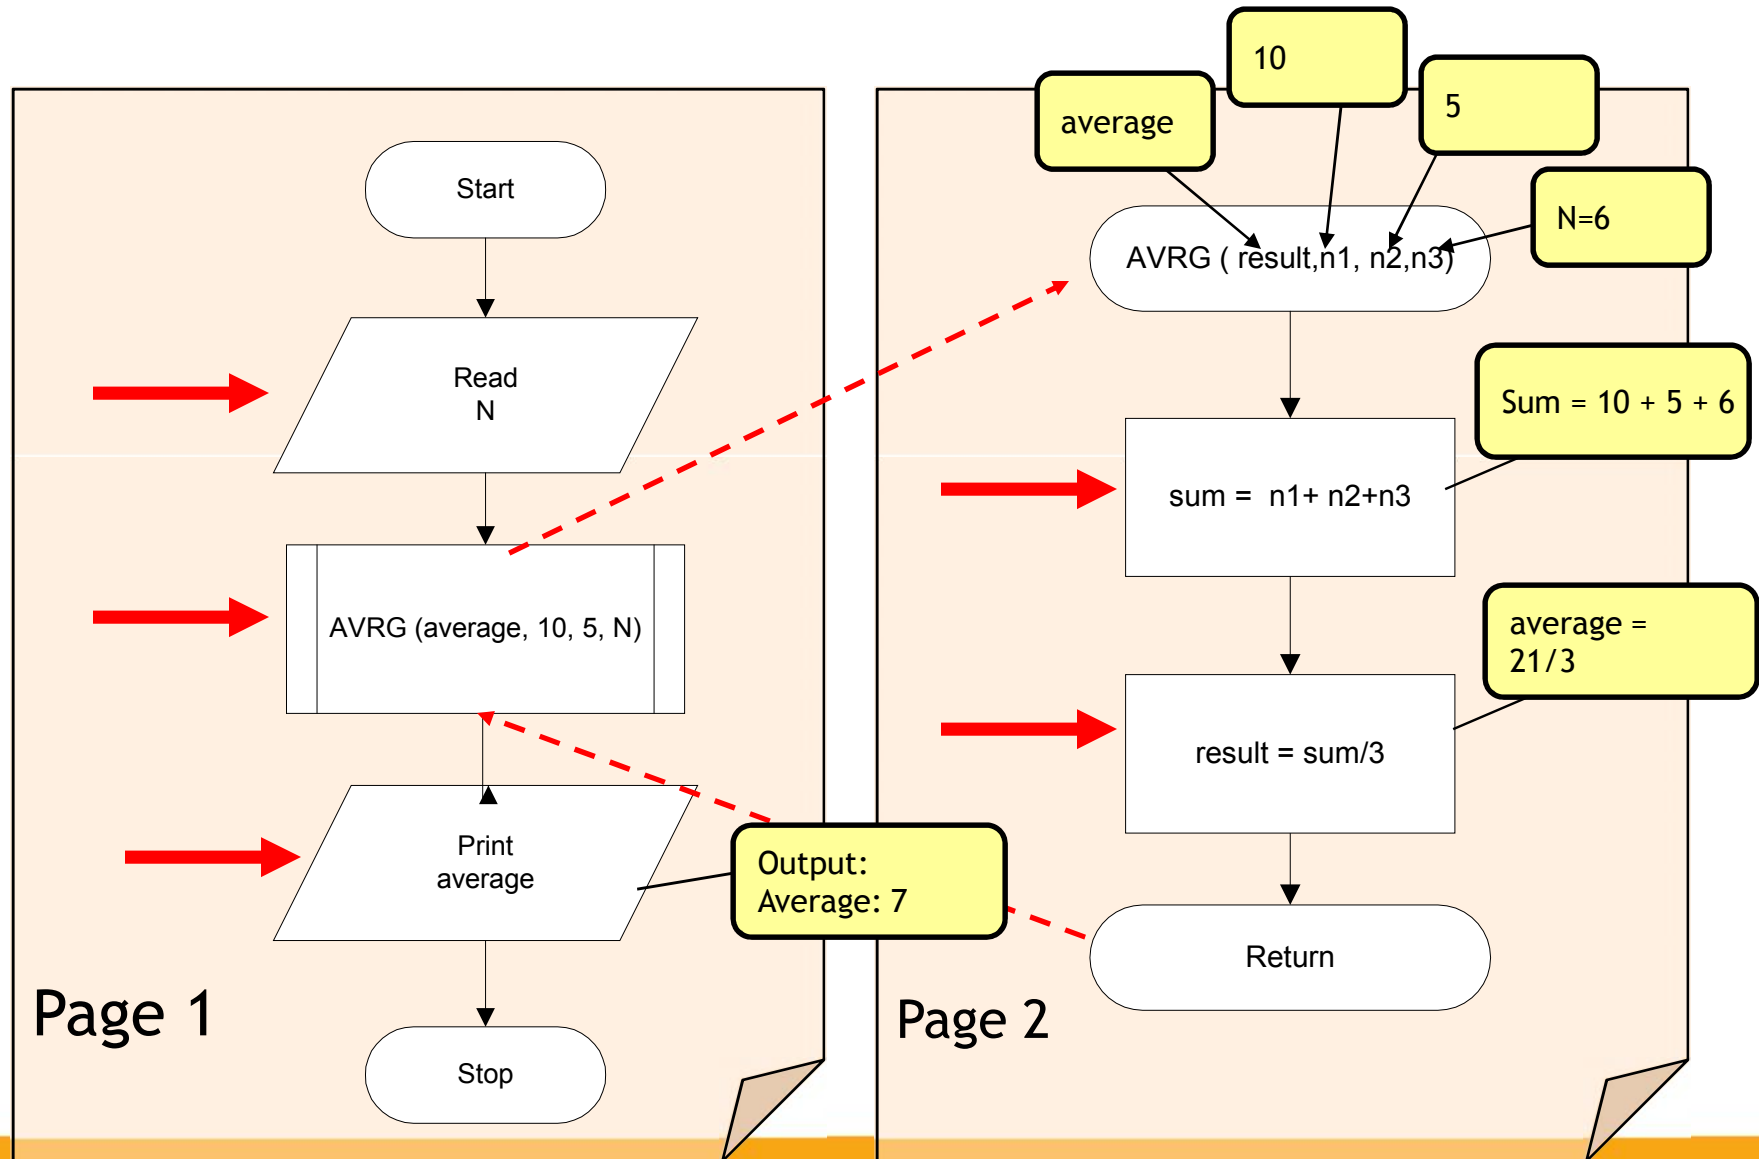 Start
Read
N
AVRG (average, 10, 5, N)
Print
average
Output:
Average: 7
Stop
Page 1
average
10
5
N=6
AVRG ( result,n1, n2,n3)
Sum = 10 + 5 + 6
sum =  n1+ n2+n3
average =
21/3
result = sum/3
Return
Page 2